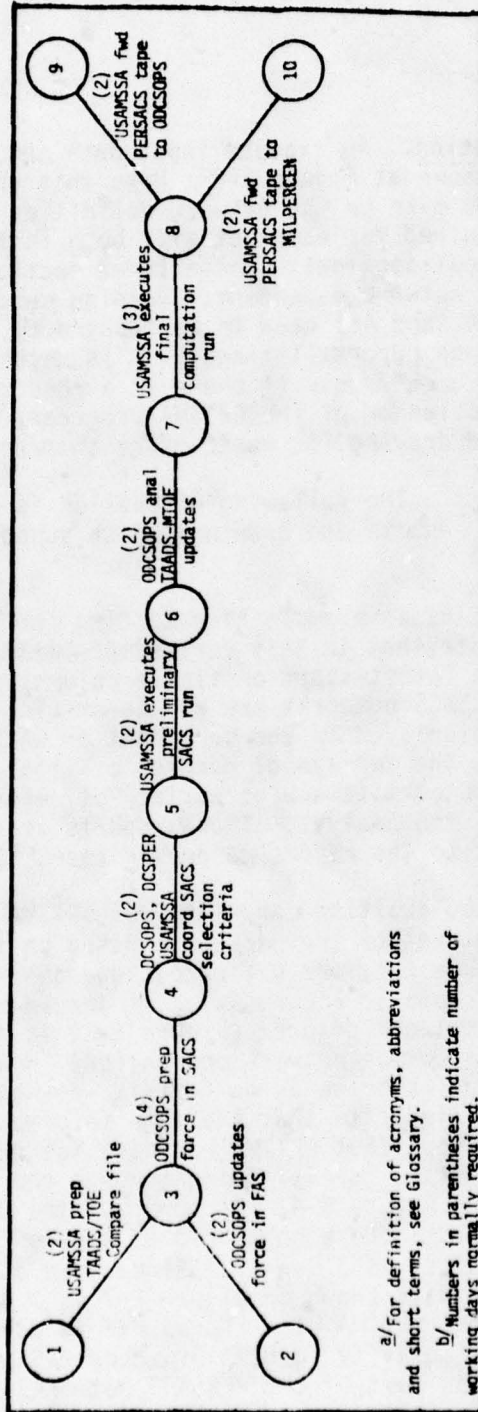 1
(2)
USAMSSA prep
TAADS/TOE
Compare file
2
(2)
ODCSOPS updates
force in FAS
3
(4)
ODCSOPS prep
force in SACS
4
(2)
DCSOPS, DCSPER
USAMSSA
coord SACS
selection
criteria
5
(2)
USAMSSA executes
preliminary
SACS run
6
(2)
ODCSOPS anal
TAADS-MTOE
updates
7
(3)
USAMSSA executes
final
computation
run
8
(2)
USAMSSA fwd
PERSACS tape
to ODCSOPS
9
(2)
USAMSSA fwd
PERSACS tape to
MILPERCEN
10
a/ For definition of acronyms, abbreviations
and short terms, see Glossary.
b/ Numbers in parentheses indicate number of
working days normally required.